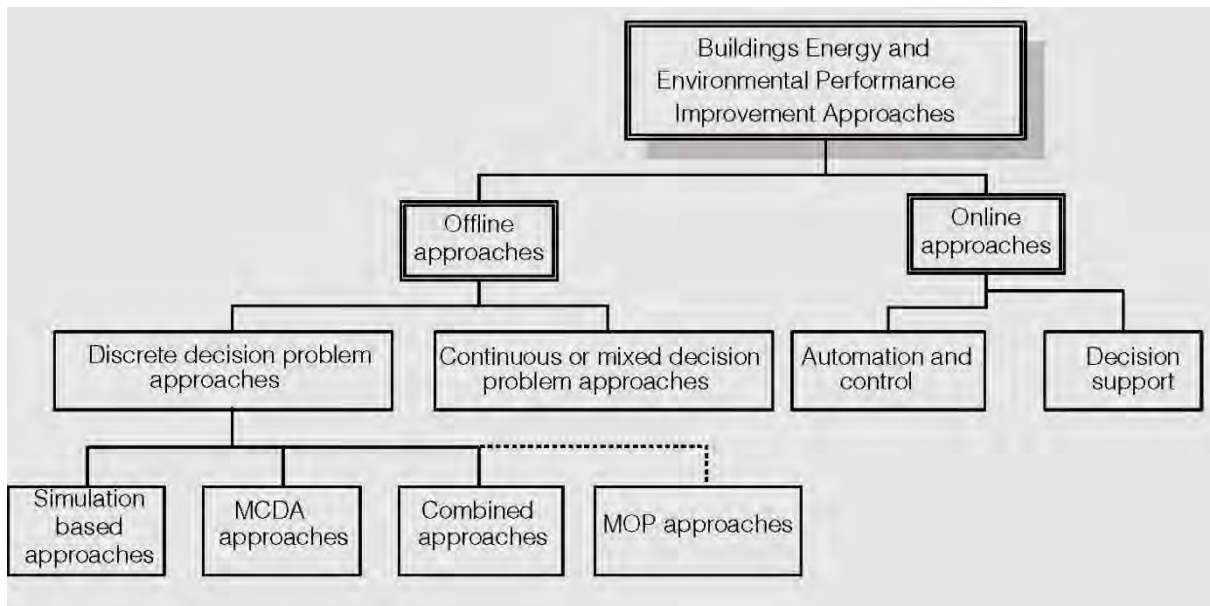 Buildings Energy and
Environmental Performance
Improvement Approaches
Offline
approaches
Online
approaches
Discrete decision problem
approaches
Continuous or mixed decision
problem approaches
Automation and
control
Decision
support
Simulation
based
approaches
MCDA
approaches
Combined
approaches
MOP approaches